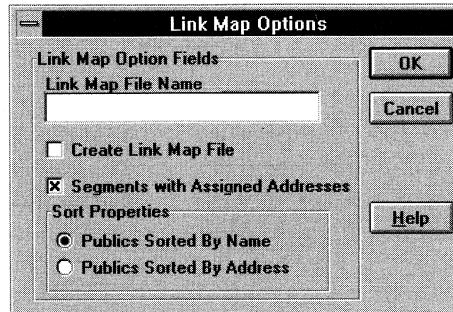 Link Map Options
Link Map Option Fields
Link Map File Name
OK
Cancel
Create Link Map File
Segments with Assigned Addresses
Sort Properties
Help
Publics Sorted By Name
Publics Sorted By Address